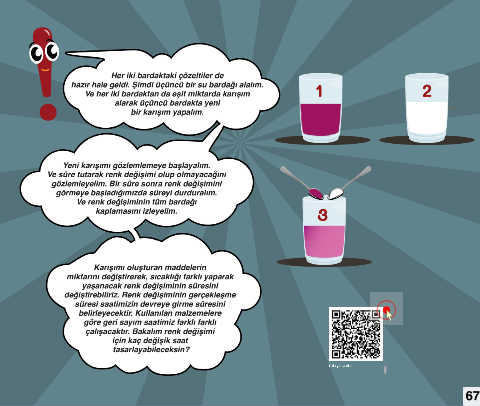 Her iki bardaktaki çözeltiler de
hazır hale geldi. Şimdi üçüncü bir su bardağı alalım.
Ve her iki bardaktan da eşit miktarda karışım
alarak üçüncü bardakta yeni
bir karışım yapalım.
1
2
Yeni karışımı gözlemlemeye başlayalım.
Ve süre tutarak renk değişimi olup olmayacağını
gözlemleyelim. Bir süre sonra renk değişimini
görmeye başladığımızda süreyi durduralım.
Ve renk değişiminin tüm bardağı
kaplamasını izleyelim.
3
Karışımı oluşturan maddelerin
miktarını değiştirerek, sıcaklığı farklı yaparak
yaşanacak renk değişiminin süresini
değiştirebiliriz. Renk değişiminin gerçekleşme
süresi saatimizin devreye girme süresini
belirleyecektir. Kullanılan malzemelere
göre geri sayım saatimiz farklı farklı
çalışacaktır. Bakalım renk değişimi
için kaç değişik saat
tasarlayabileceksin?
67